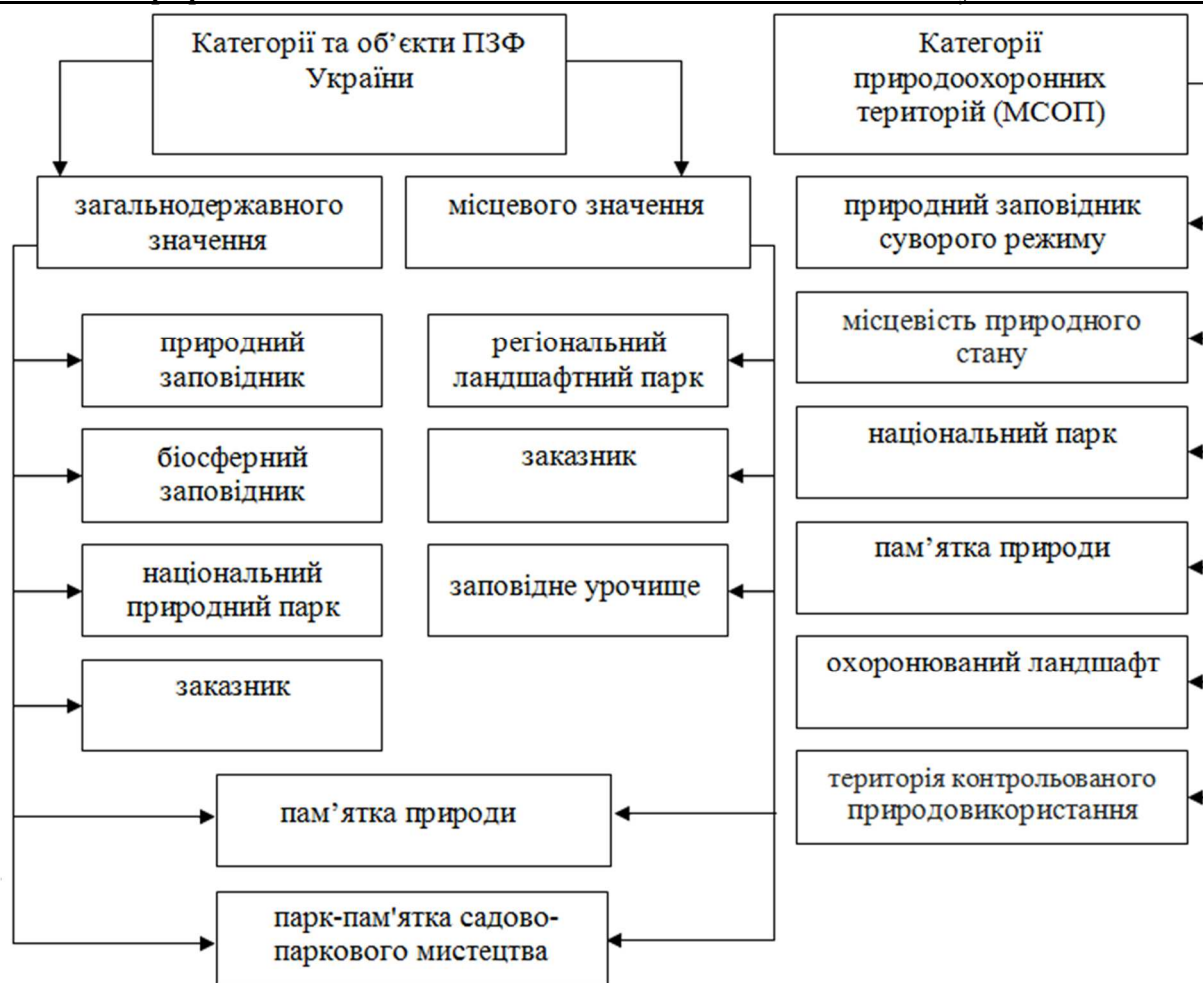 Категорії та об’єкти ПЗФ
України
Категорії
природоохоронних
територій (МСОП)
загальнодержавного
значення
місцевого значення
природний заповідник
суворого режиму
природний
заповідник
регіональний
ландшафтний парк
місцевість природного
стану
біосферний
заповідник
заказник
національний парк
національний
природний парк
заповідне урочище
пам’ятка природи
заказник
охоронюваний ландшафт
пам’ятка природи
територія контрольованого
природовикористання
парк-пам'ятка садово-
паркового мистецтва